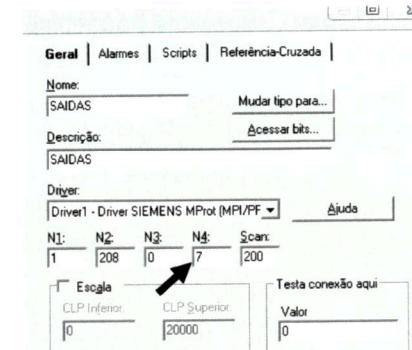 Geral Alarmes Scripts Referência-Cruzada
Nome:
SAIDAS Mudar tipo para...
Descrição: Acessar bits...
SAIDAS
Driver:
Driver1 - Driver SIEMENS MProt (MPI/PF Ajuda
N1: N2: N3: N4: Scan:
1 208 0 7 200
Escala Testa conexão aqui
CLP Inferior: CLP Superior: Valor
0 20000 0